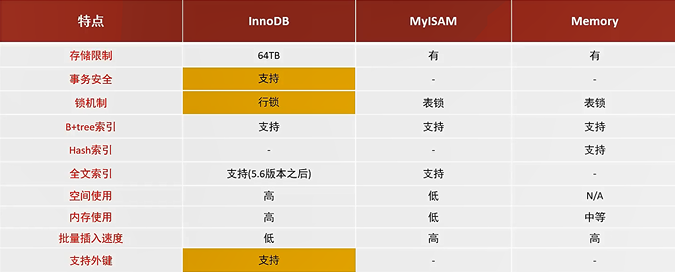 特点 InnoDB MyISAM Memory
存储限制 64TB 有 有
事务安全 支持 - -
锁机制 行锁 表锁 表锁
B+tree索引 支持 支持 支持
Hash索引 - - 支持
全文索引 支持(5.6版本之后) 支持 -
空间使用 高 低 N/A
内存使用 高 低 中等
批量插入速度 低 高 高
支持外键 支持 - -